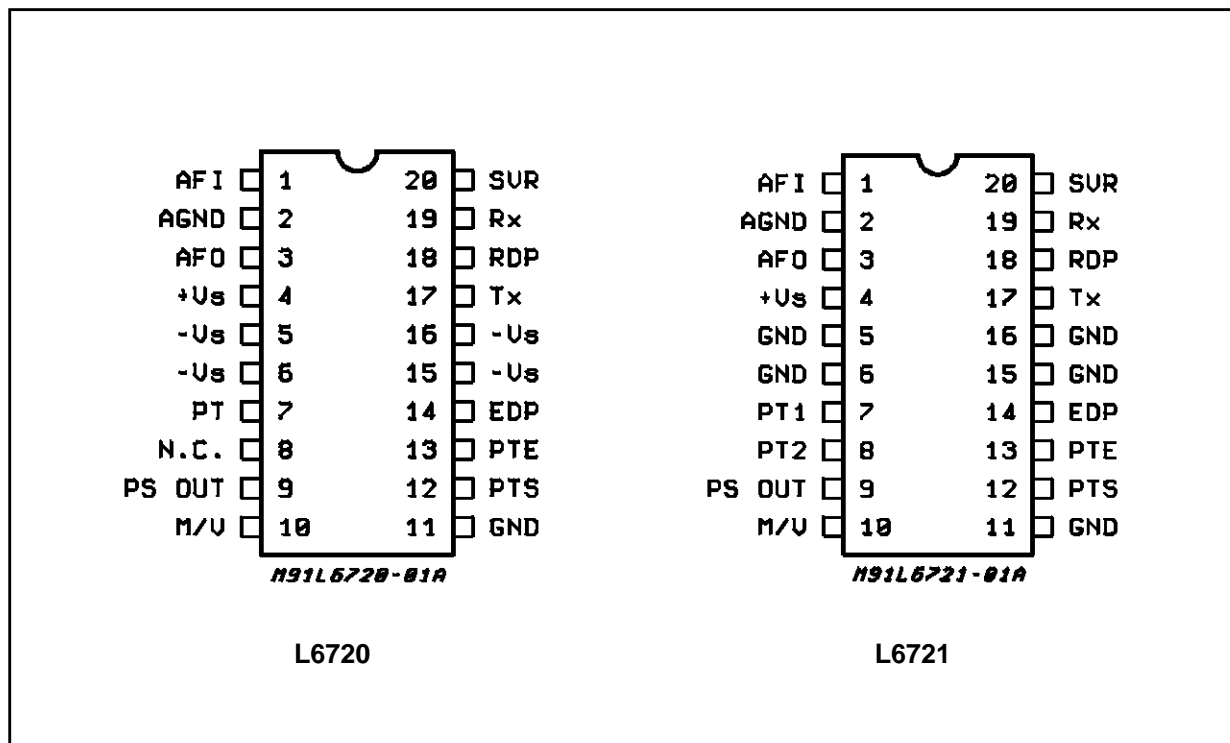 AFI 1 20 SVR
AGND 2 19 Rx
AFO 3 18 RDP
+Vs 4 17 Tx
-Vs 5 16 -Vs
-Vs 6 15 -Vs
PT 7 14 EDP
N.C. 8 13 PTE
PS OUT 9 12 PTS
M/V 10 11 GND
M91L6720-01A
L6720
AFI 1 20 SVR
AGND 2 19 Rx
AFO 3 18 RDP
+Vs 4 17 Tx
GND 5 16 GND
GND 6 15 GND
PT1 7 14 EDP
PT2 8 13 PTE
PS OUT 9 12 PTS
M/V 10 11 GND
M91L6721-01A
L6721